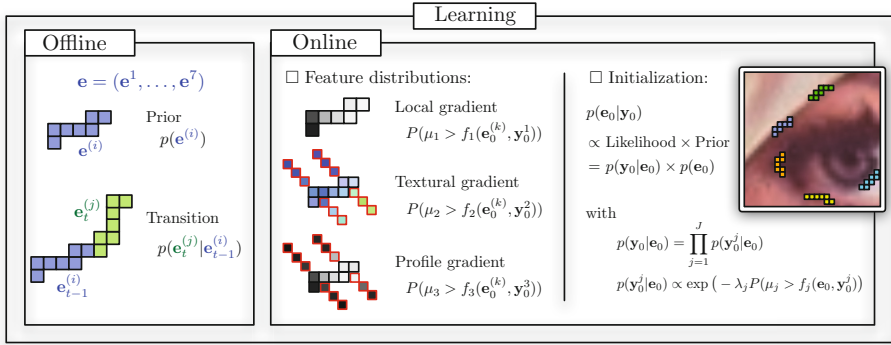 Learning
Offline
e = (e^1, . . . , e^7)
Prior
p(e^{(i)})
e^{(i)}
e_t^{(j)}
Transition
p(e_t^{(j)}|e_{t-1}^{(i)})
e_{t-1}^{(i)}
Online
□ Feature distributions:
Local gradient
P(μ_1 > f_1(e_0^{(k)}, y_0^1))
Textural gradient
P(μ_2 > f_2(e_0^{(k)}, y_0^2))
Profile gradient
P(μ_3 > f_3(e_0^{(k)}, y_0^3))
□ Initialization:
p(e_0|y_0)
∝ Likelihood × Prior
= p(y_0|e_0) × p(e_0)
with
p(y_0|e_0) = ∏_{j=1}^{J} p(y_0^j|e_0)
p(y_0^j|e_0) ∝ exp ( − λ_j P(μ_j > f_j(e_0, y_0^j))